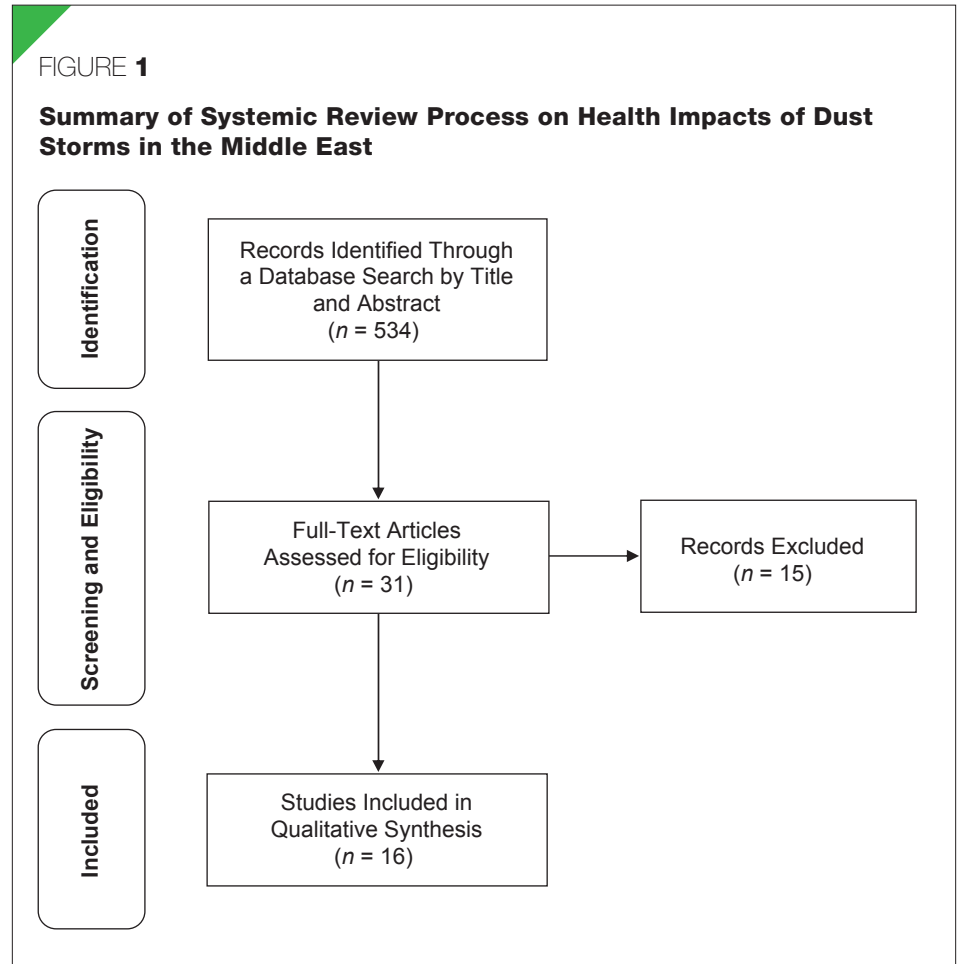 FIGURE 1
Summary of Systemic Review Process on Health Impacts of Dust
Storms in the Middle East
Identification
Records Identified Through
a Database Search by Title
and Abstract
(n = 534)
Screening and Eligibility
Full-Text Articles
Assessed for Eligibility
(n = 31)
Records Excluded
(n = 15)
Included
Studies Included in
Qualitative Synthesis
(n = 16)